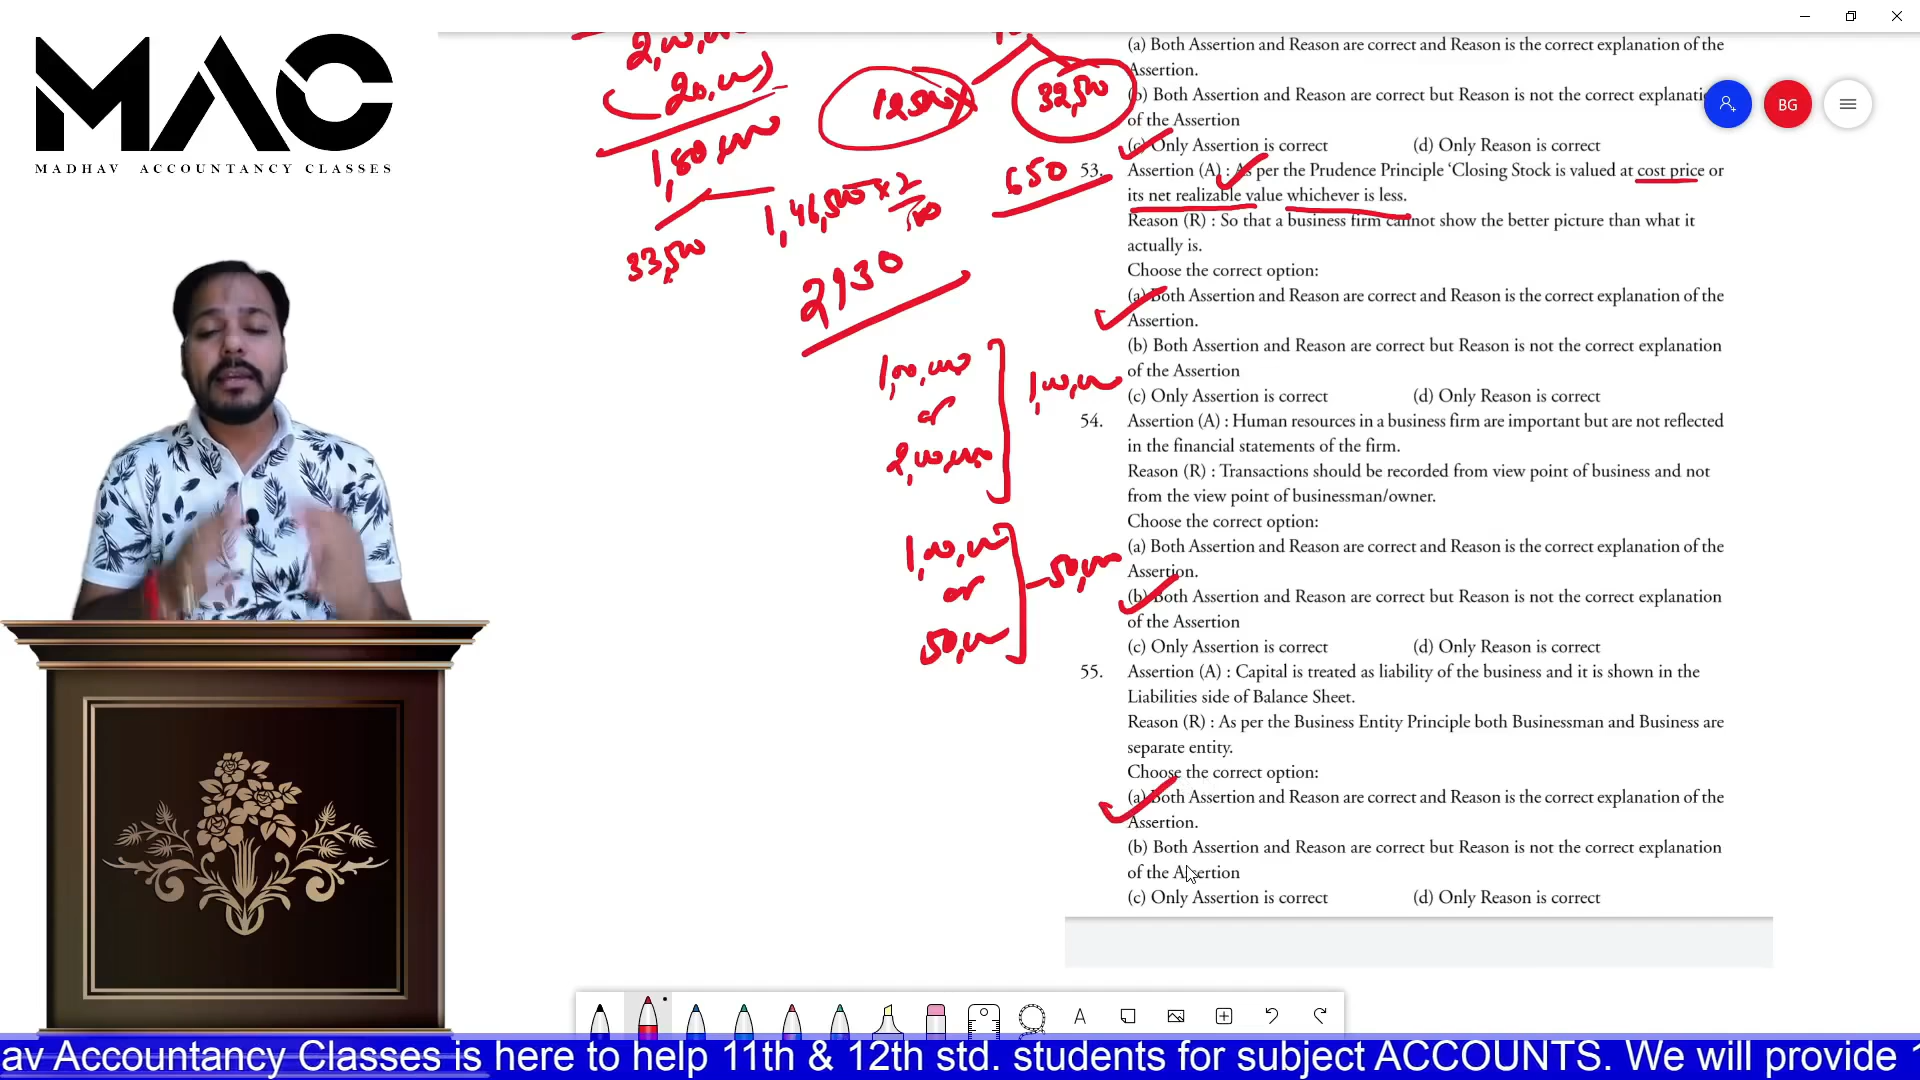 MAC
MADHAV ACCOUNTANCY CLASSES
BG
(a) Both Assertion and Reason are correct and Reason is the correct explanation of the
Assertion.
(b) Both Assertion and Reason are correct but Reason is not the correct
of the Assertion
(c) Only Assertion is correct (d) Only Reason is correct
53. Assertion (A) : As per the Prudence Principle ‘Closing Stock is valued at cost price or
its net realizable value whichever is less.
Reason (R) : So that a business firm cannot show the better picture than what it
actually is.
Choose the correct option:
(a) Both Assertion and Reason are correct and Reason is the correct explanation of the
Assertion.
(b) Both Assertion and Reason are correct but Reason is not the correct explanation
of the Assertion
(c) Only Assertion is correct (d) Only Reason is correct
54. Assertion (A) : Human resources in a business firm are important but are not reflected
in the financial statements of the firm.
Reason (R) : Transactions should be recorded from view point of business and not
from the view point of businessman/owner.
Choose the correct option:
(a) Both Assertion and Reason are correct and Reason is the correct explanation of the
Assertion.
(b) Both Assertion and Reason are correct but Reason is not the correct explanation
of the Assertion
(c) Only Assertion is correct (d) Only Reason is correct
55. Assertion (A) : Capital is treated as liability of the business and it is shown in the
Liabilities side of Balance Sheet.
Reason (R) : As per the Business Entity Principle both Businessman and Business are
separate entity.
Choose the correct option:
(a) Both Assertion and Reason are correct and Reason is the correct explanation of the
Assertion.
(b) Both Assertion and Reason are correct but Reason is not the correct explanation
of the Assertion
(c) Only Assertion is correct (d) Only Reason is correct
32,500
650
1,80,000
1,46,500 × 2/100
33,500
2930
1,00,000
or
2,00,000
1,00,000
1,00,000
or
50,000
50,000
av Accountancy Classes is here to help 11th & 12th std. students for subject ACCOUNTS. We will provide